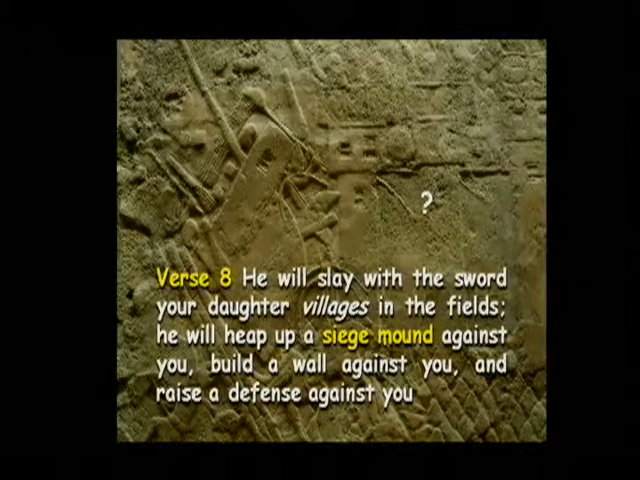 ?
Verse 8 He will slay with the sword
your daughter villages in the fields;
he will heap up a siege mound against
you, build a wall against you, and
raise a defense against you